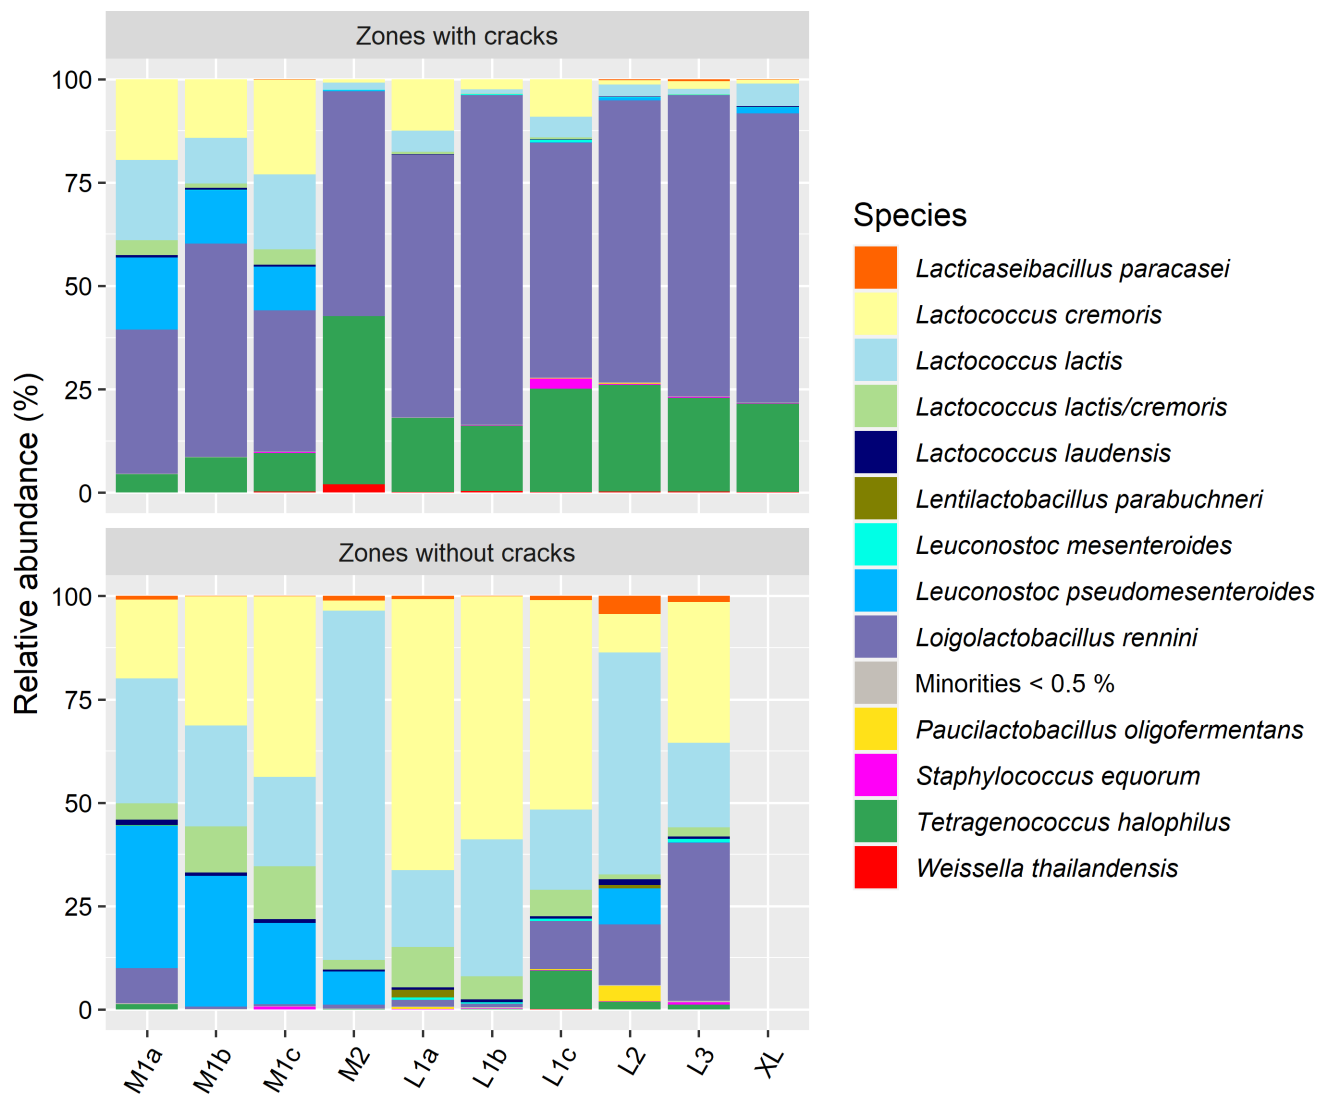 Zones with cracks
100
75
50
25
0
Zones without cracks
100
75
50
25
0
Relative abundance (%)
M1a M1b M1c M2 L1a L1b L1c L2 L3 XL
Species
Lacticaseibacillus paracasei
Lactococcus cremoris
Lactococcus lactis
Lactococcus lactis/cremoris
Lactococcus laudensis
Lentilactobacillus parabuchneri
Leuconostoc mesenteroides
Leuconostoc pseudomesenteroides
Loigolactobacillus rennini
Minorities < 0.5 %
Paucilactobacillus oligofermentans
Staphylococcus equorum
Tetragenococcus halophilus
Weissella thailandensis